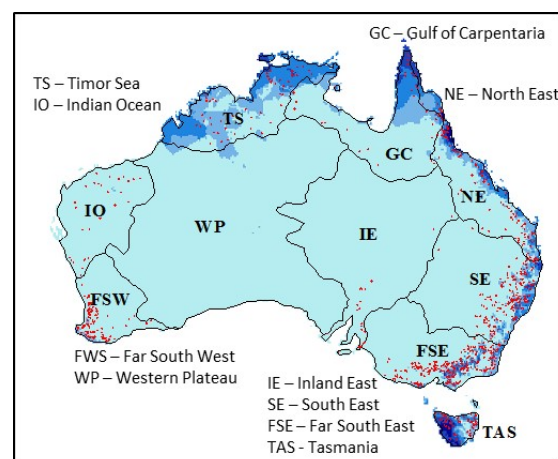 GC – Gulf of Carpentaria
TS – Timor Sea
IO – Indian Ocean
NE – North East
TS
GC
IO
WP
IE
NE
SE
FSW
FSE
FWS – Far South West
WP – Western Plateau
IE – Inland East
SE – South East
FSE – Far South East
TAS - Tasmania
TAS